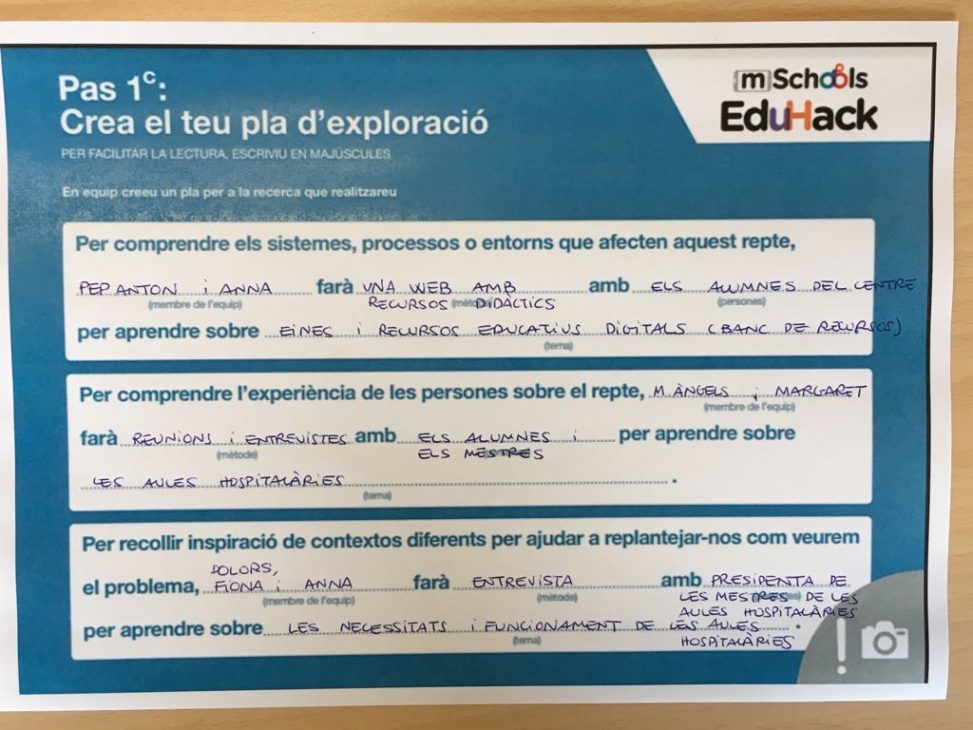 Pas 1c:
Crea el teu pla d'exploració
PER FACILITAR LA LECTURA, ESCRIVIU EN MAJÚSCULES
En equip creeu un pla per a la recerca que realitzareu
mSchools
EduHack
Per comprendre els sistemes, processos o entorns que afecten aquest repte,
PEP ANTON i ANNA farà UNA WEB AMB amb ELS ALUMNES DEL CENTRE
(membre de l'equip) RECURSOS (mètode) DIDÀCTICS (persones)
per aprendre sobre EINES i RECURSOS EDUCATIUS DIGITALS (BANC DE RECURSOS)
(tema)
Per comprendre l'experiència de les persones sobre el repte, M. ÀNGELS i MARGARET
(membre de l'equip)
farà REUNIONS i ENTREVISTES amb ELS ALUMNES i per aprendre sobre
(mètode) ELS MESTRES
LES AULES HOSPITALÀRIES .
(tema)
Per recollir inspiració de contextos diferents per ajudar a replantejar-nos com veurem
DOLORS,
el problema, FIONA i ANNA farà ENTREVISTA amb PRESIDENTA DE
(membre de l'equip) (mètode) LES MESTRES DE LES
AULES HOSPITALÀRIES
per aprendre sobre LES NECESSITATS i FUNCIONAMENT DE LES AULES .
(tema) HOSPITALÀRIES